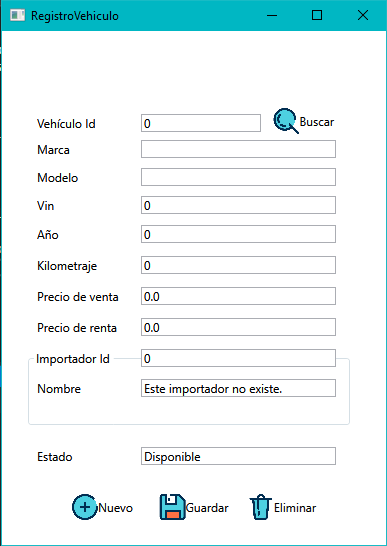 RegistroVehiculo
Vehículo Id 0 Buscar
Marca
Modelo
Vin 0
Año 0
Kilometraje 0
Precio de venta 0.0
Precio de renta 0.0
Importador Id 0
Nombre Este importador no existe.
Estado Disponible
Nuevo Guardar Eliminar